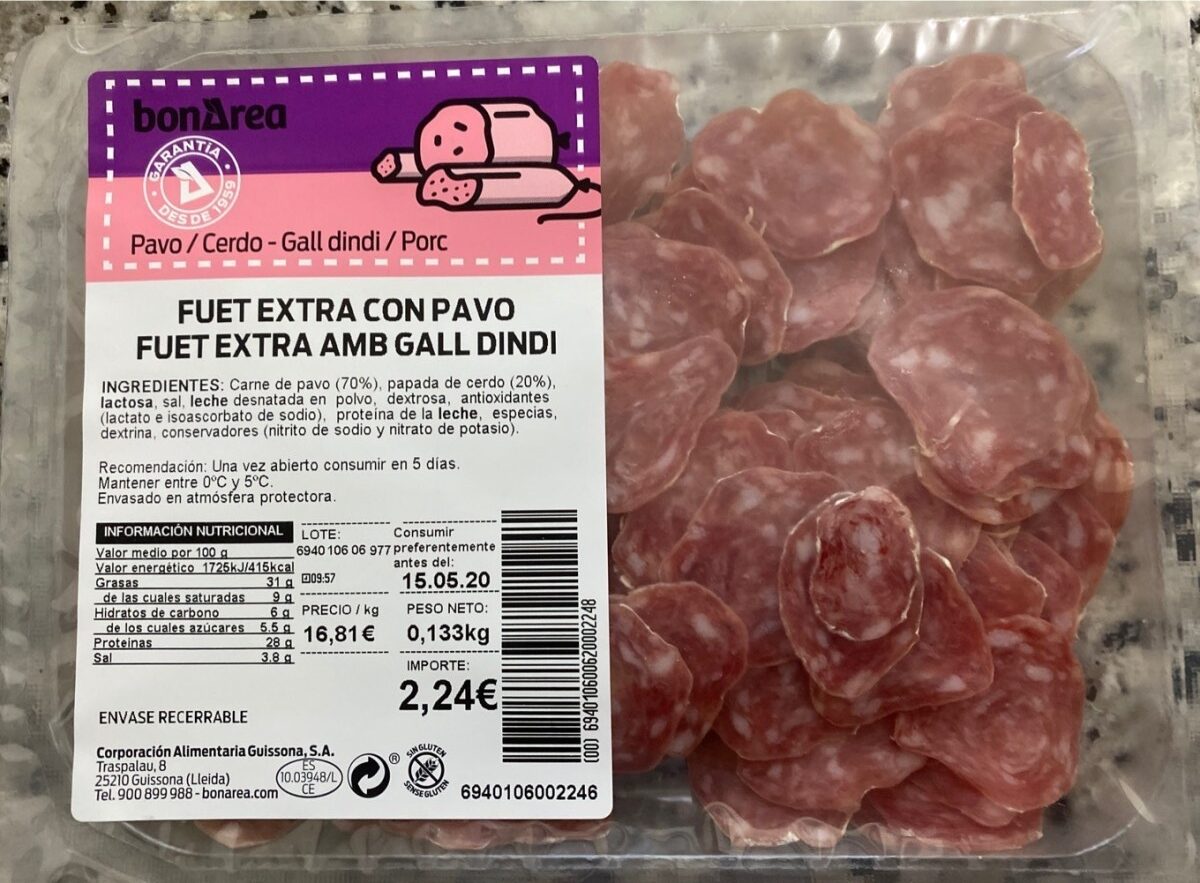 bonArea
GARANTÍA
DESDE 1959
Pavo / Cerdo - Gall dindi / Porc
FUET EXTRA CON PAVO
FUET EXTRA AMB GALL DINDI
INGREDIENTES: Carne de pavo (70%), papada de cerdo (20%),
lactosa, sal, leche desnatada en polvo, dextrosa, antioxidantes
(lactato e isoascorbato de sodio), proteína de la leche, especias,
dextrina, conservadores (nitrito de sodio y nitrato de potasio).
Recomendación: Una vez abierto consumir en 5 días.
Mantener entre 0ºC y 5ºC.
Envasado en atmósfera protectora.
INFORMACIÓN NUTRICIONAL
Valor medio por 100 g
Valor energético 1725kJ/415kcal
Grasas 31 g
de las cuales saturadas 9 g
Hidratos de carbono 6 g
de los cuales azúcares 5.5 g
Proteínas 28 g
Sal 3.8 g
LOTE:
6940 106 06 977
09:57
Consumir
preferentemente
antes del:
15.05.20
PRECIO / kg
16,81€
PESO NETO:
0,133kg
IMPORTE:
2,24€
(00) 694010600620002248
ENVASE RECERRABLE
Corporación Alimentaria Guissona, S.A.
Traspalau, 8
25210 Guissona (Lleida)
Tel. 900 899 988 - bonarea.com
ES
10.03948/L
CE
®
SIN GLUTEN
SENSE GLUTEN
6940106002246